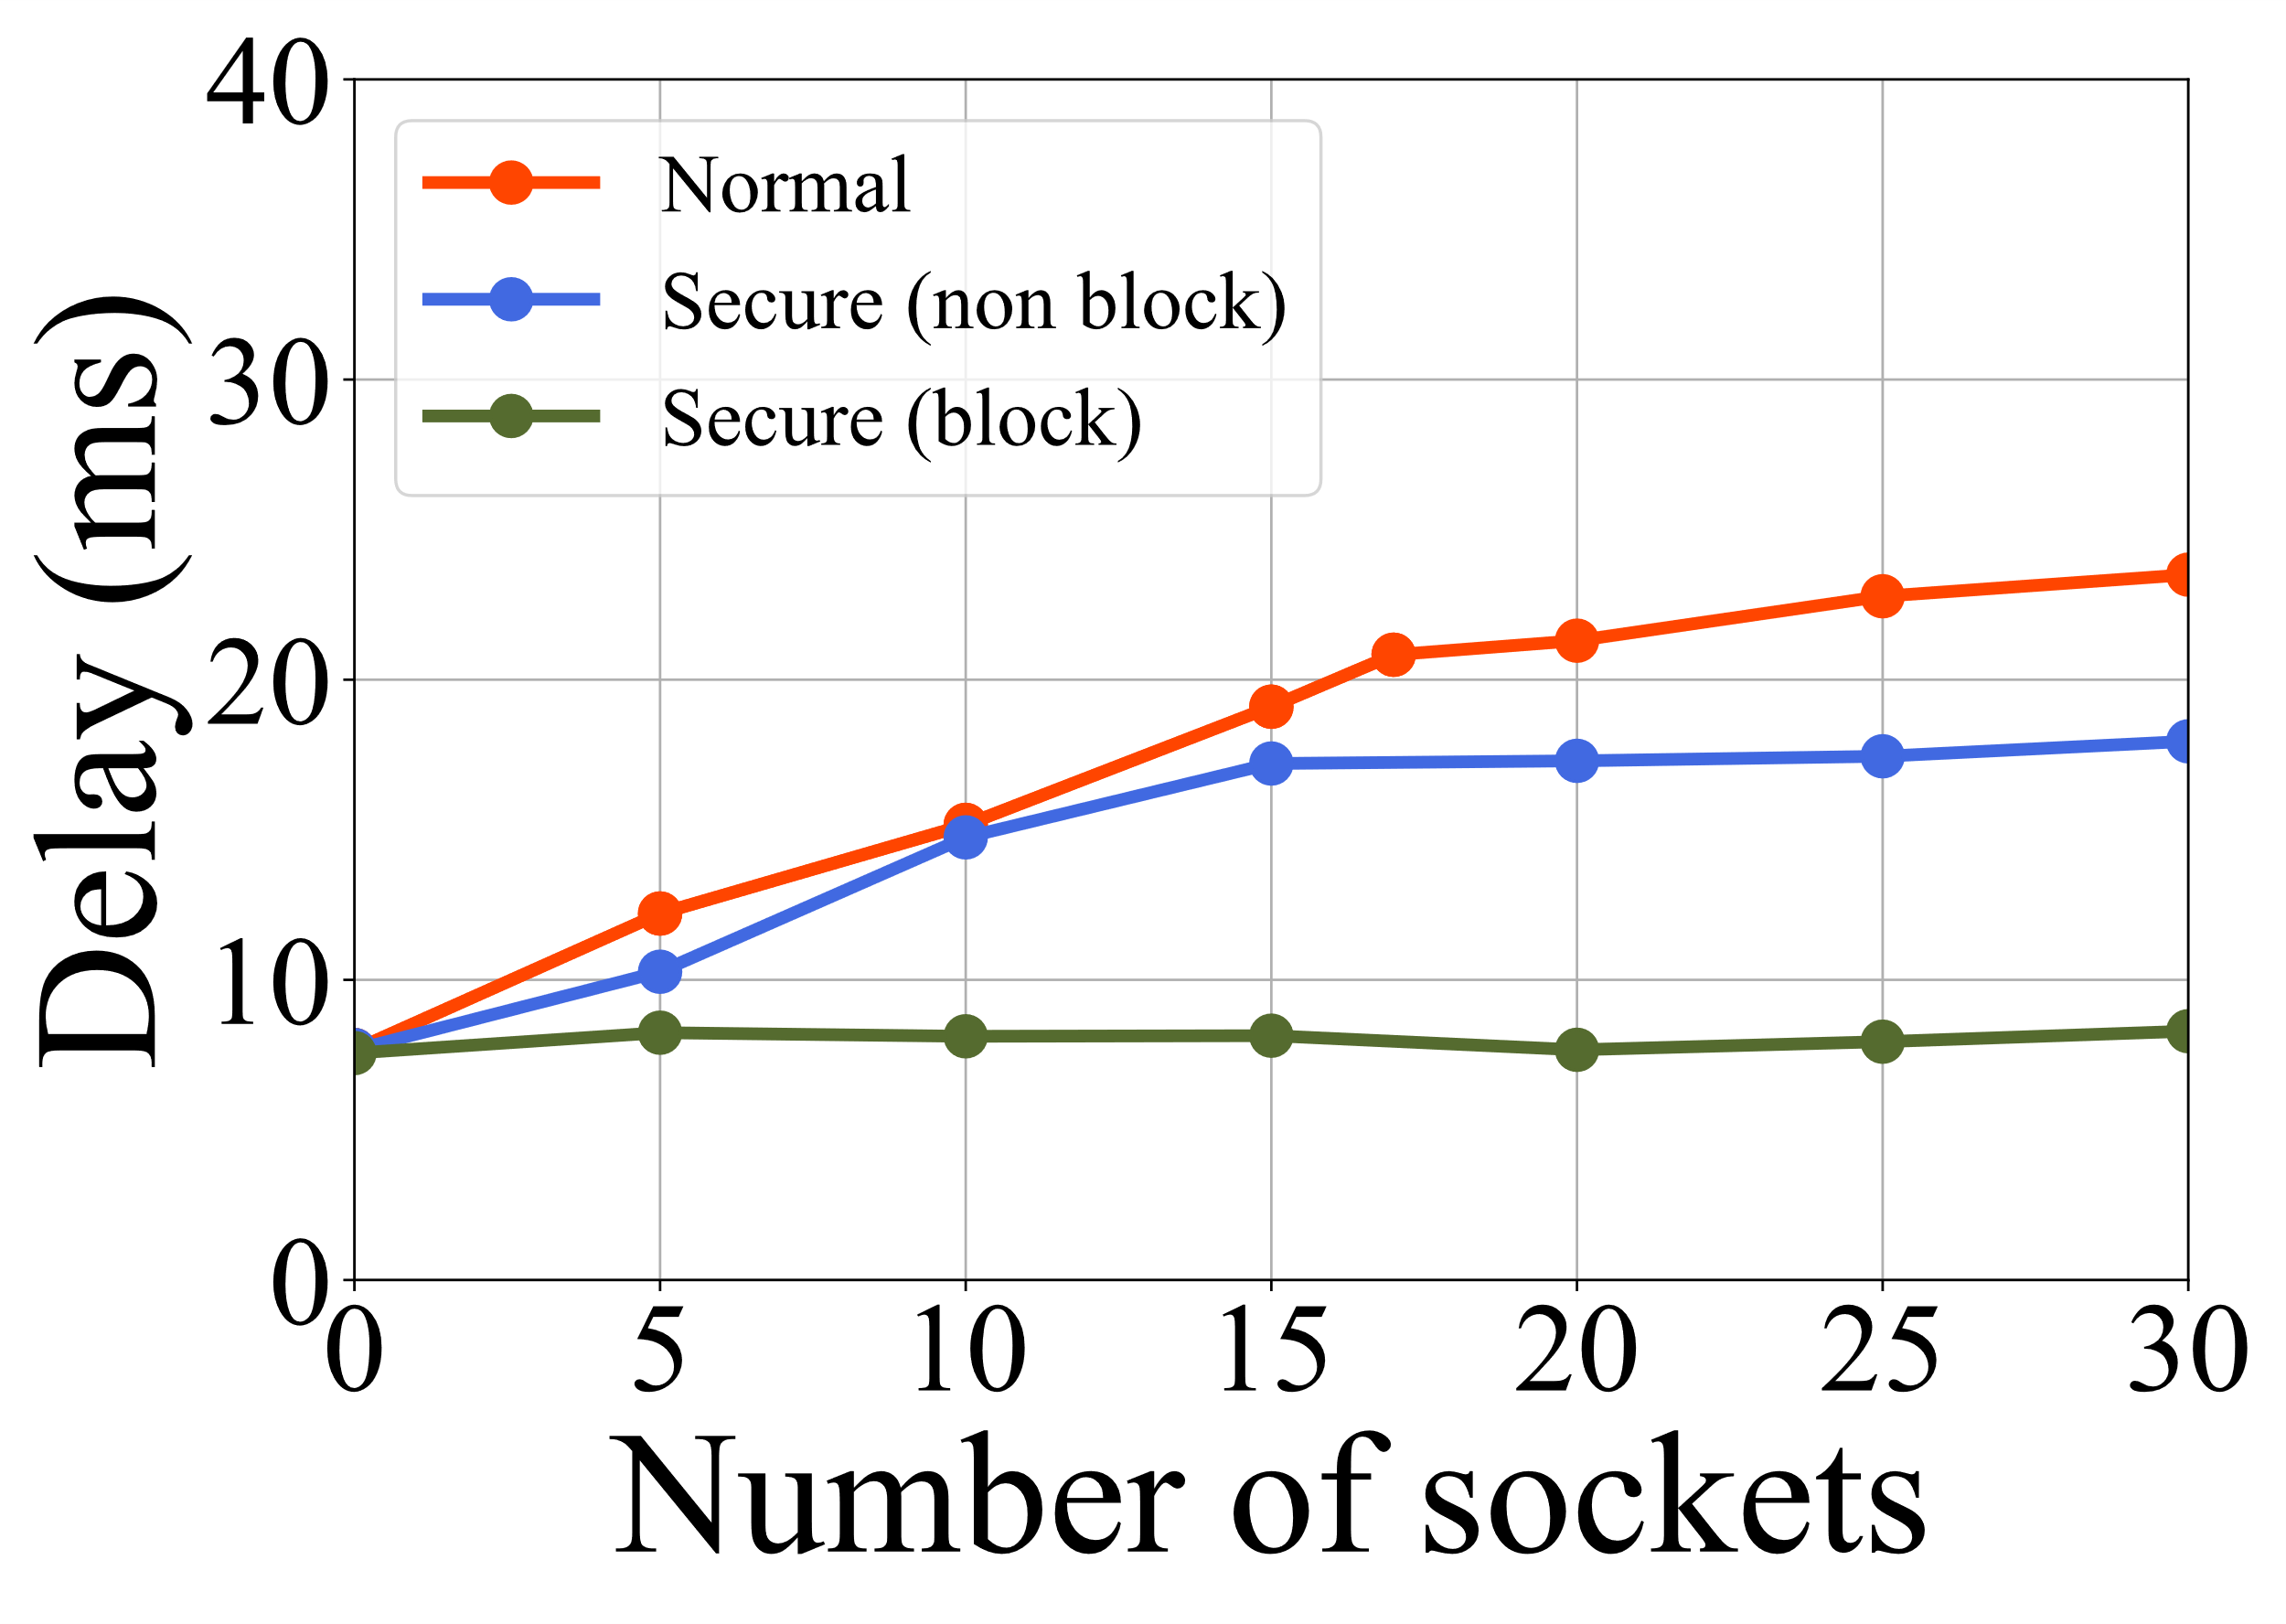 40
30
20
10
0
Delay (ms)
Normal
Secure (non block)
Secure (block)
0 5 10 15 20 25 30
Number of sockets